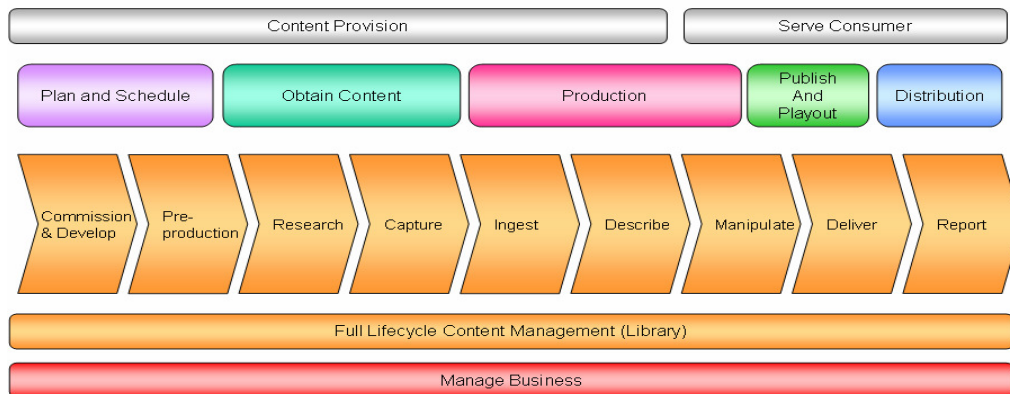 Content Provision
Serve Consumer
Plan and Schedule
Obtain Content
Production
Publish
And
Playout
Distribution
Commission
& Develop
Pre-
production
Research
Capture
Ingest
Describe
Manipulate
Deliver
Report
Full Lifecycle Content Management (Library)
Manage Business